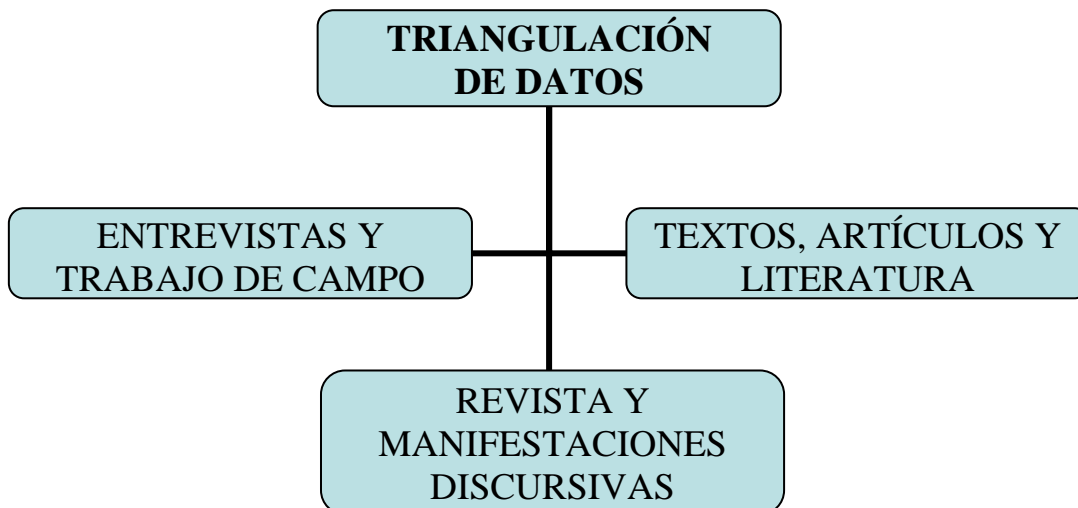 TRIANGULACIÓN
DE DATOS
ENTREVISTAS Y
TRABAJO DE CAMPO
TEXTOS, ARTÍCULOS Y
LITERATURA
REVISTA Y
MANIFESTACIONES
DISCURSIVAS